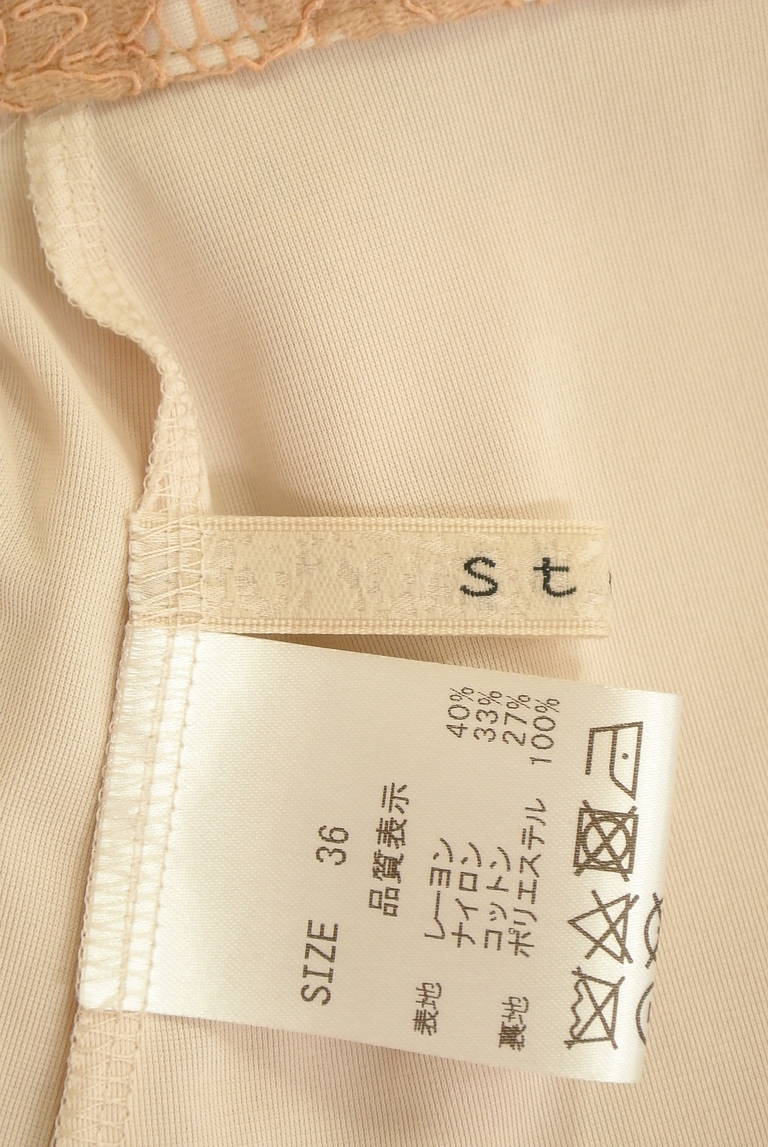 St
SIZE 36
品質表示
表地 レーヨン 40%
ナイロン 33%
コットン 27%
裏地 ポリエステル 100%